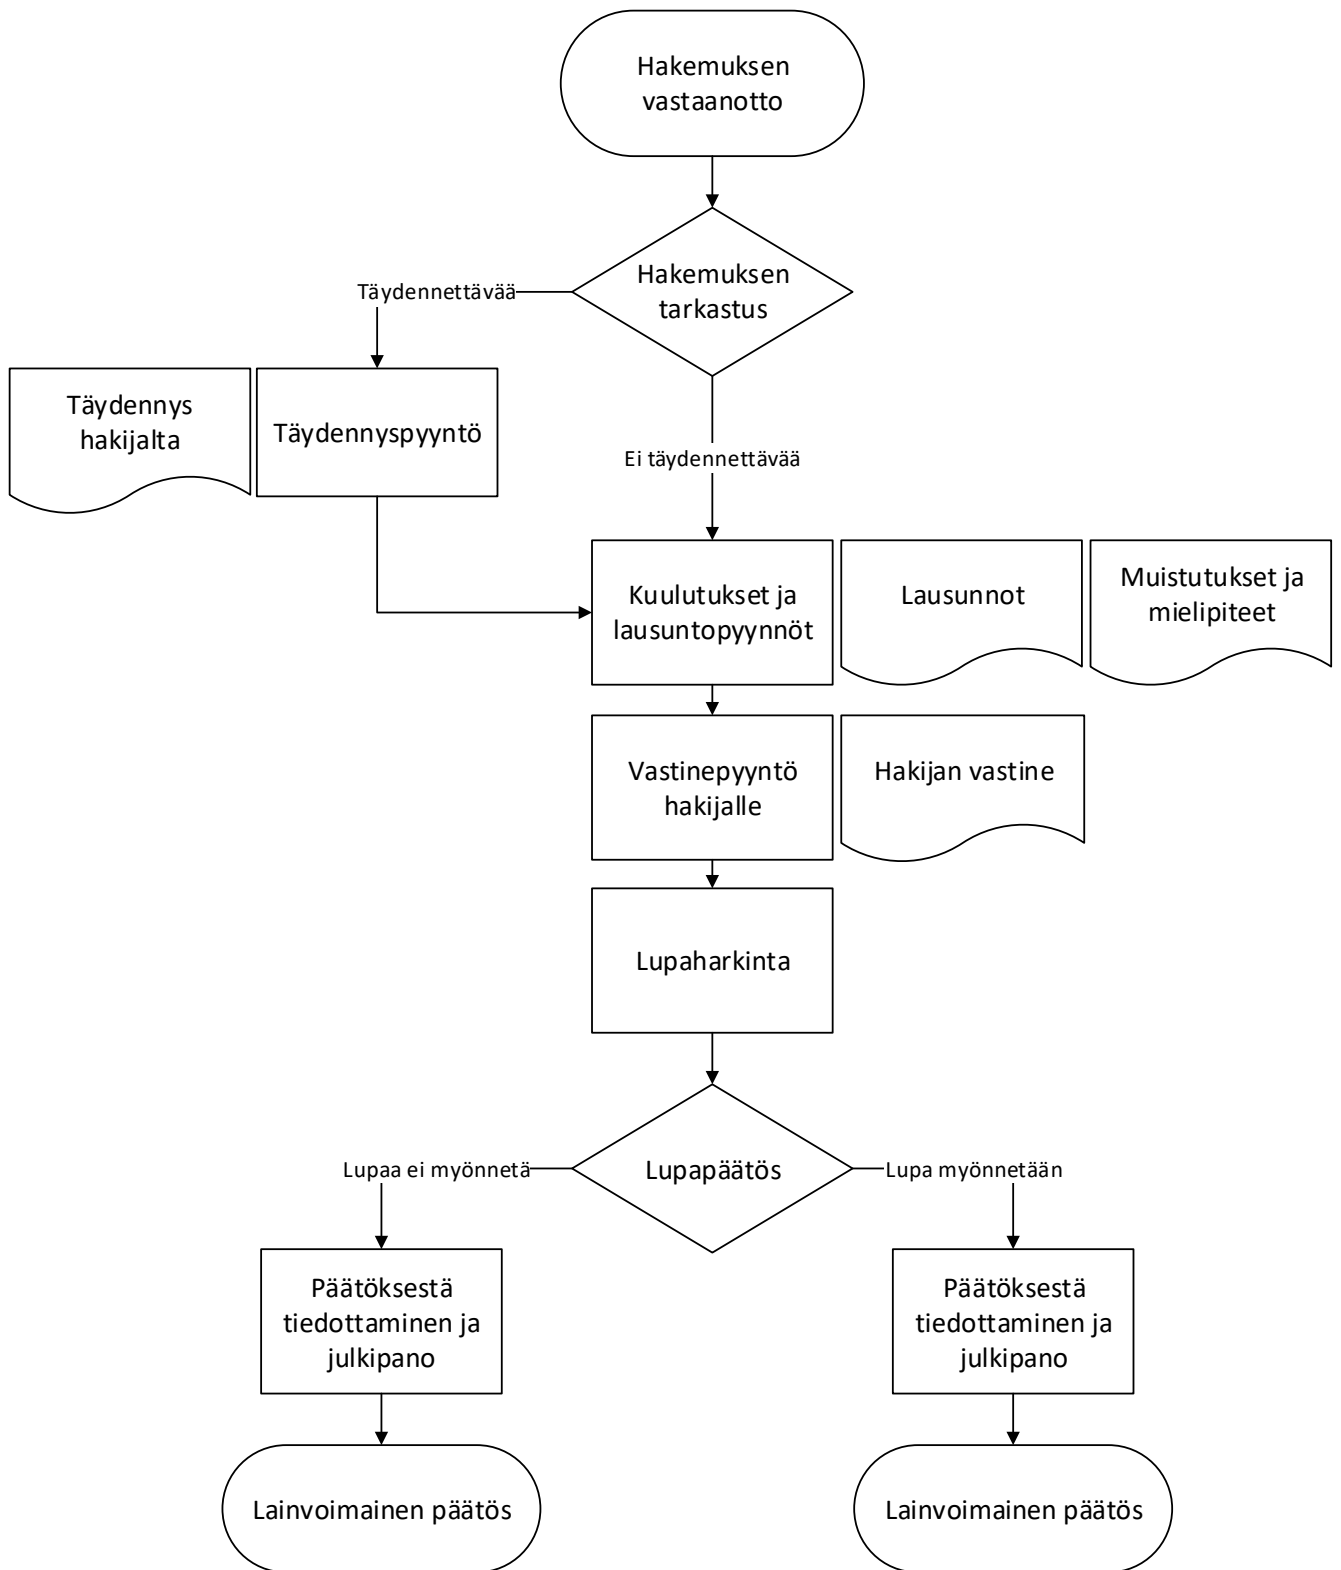 Hakemuksen
vastaanotto
Hakemuksen
tarkastus
Täydennettävää
Täydennys
hakijalta
Täydennyspyyntö
Ei täydennettävää
Kuulutukset ja
lausuntopyynnöt
Lausunnot
Muistutukset ja
mielipiteet
Vastinepyyntö
hakijalle
Hakijan vastine
Lupaharkinta
Lupaa ei myönnetä
Lupapäätös
Lupa myönnetään
Päätöksestä
tiedottaminen ja
julkipano
Päätöksestä
tiedottaminen ja
julkipano
Lainvoimainen päätös
Lainvoimainen päätös